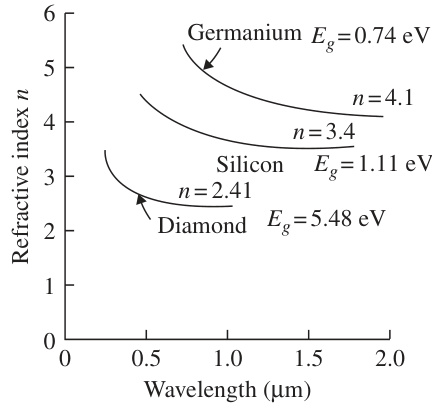 6
Germanium E_g=0.74 eV
5
n=4.1
4
n=3.4
Silicon E_g=1.11 eV
3
n=2.41
Diamond E_g=5.48 eV
2
1
0
Refractive index n
0 0.5 1.0 1.5 2.0
Wavelength (μm)